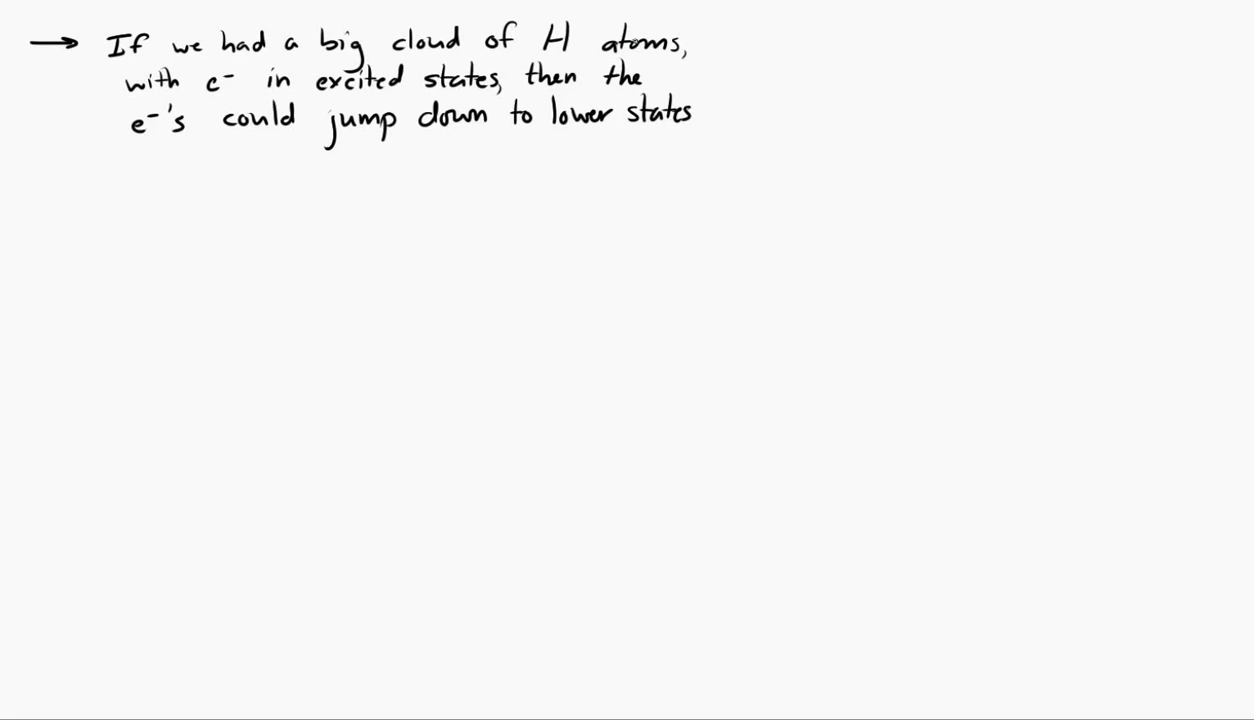 → If we had a big cloud of H atoms,
with e⁻ in excited states, then the
e⁻'s could jump down to lower states